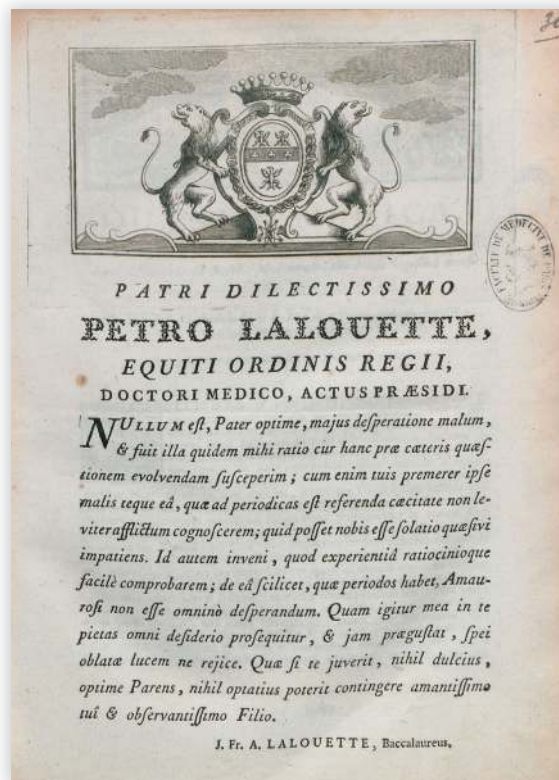 PATRI DILECTISSIMO
PETRO LALOUETTE,
EQUITI ORDINIS REGII,
DOCTORI MEDICO, ACTUS PRÆSIDI.
NULLUM eſt, Pater optime, majus deſperatione malum,
& fuit illa quidem mihi ratio cur hanc præ cæteris quæſ-
tionem evolvendam ſuſceperim ; cum enim tuis premerer ipſe
malis teque eâ, quæ ad periodicas eſt referenda cæcitate non le-
viter afflictum cognoſcerem; quid poſſet nobis eſſe ſolatio quæſivi
impatiens. Id autem inveni, quod experientiâ ratiocinioque
facilè comprobarem ; de eâ ſcilicet, quæ periodos habet, Amau-
roſi non eſſe omninò deſperandum. Quam igitur mea in te
pietas omni deſiderio proſequitur, & jam præguſtat, ſpei
oblatæ lucem ne rejice. Quæ ſi te juverit, nihil dulcius,
optime Parens, nihil optatius poterit contingere amantiſſimo
tuî & obſervantiſſimo Filio.
J. Fr. A. LALOUETTE, Baccalaureus.
FACULTÉ DE MEDECINE DE